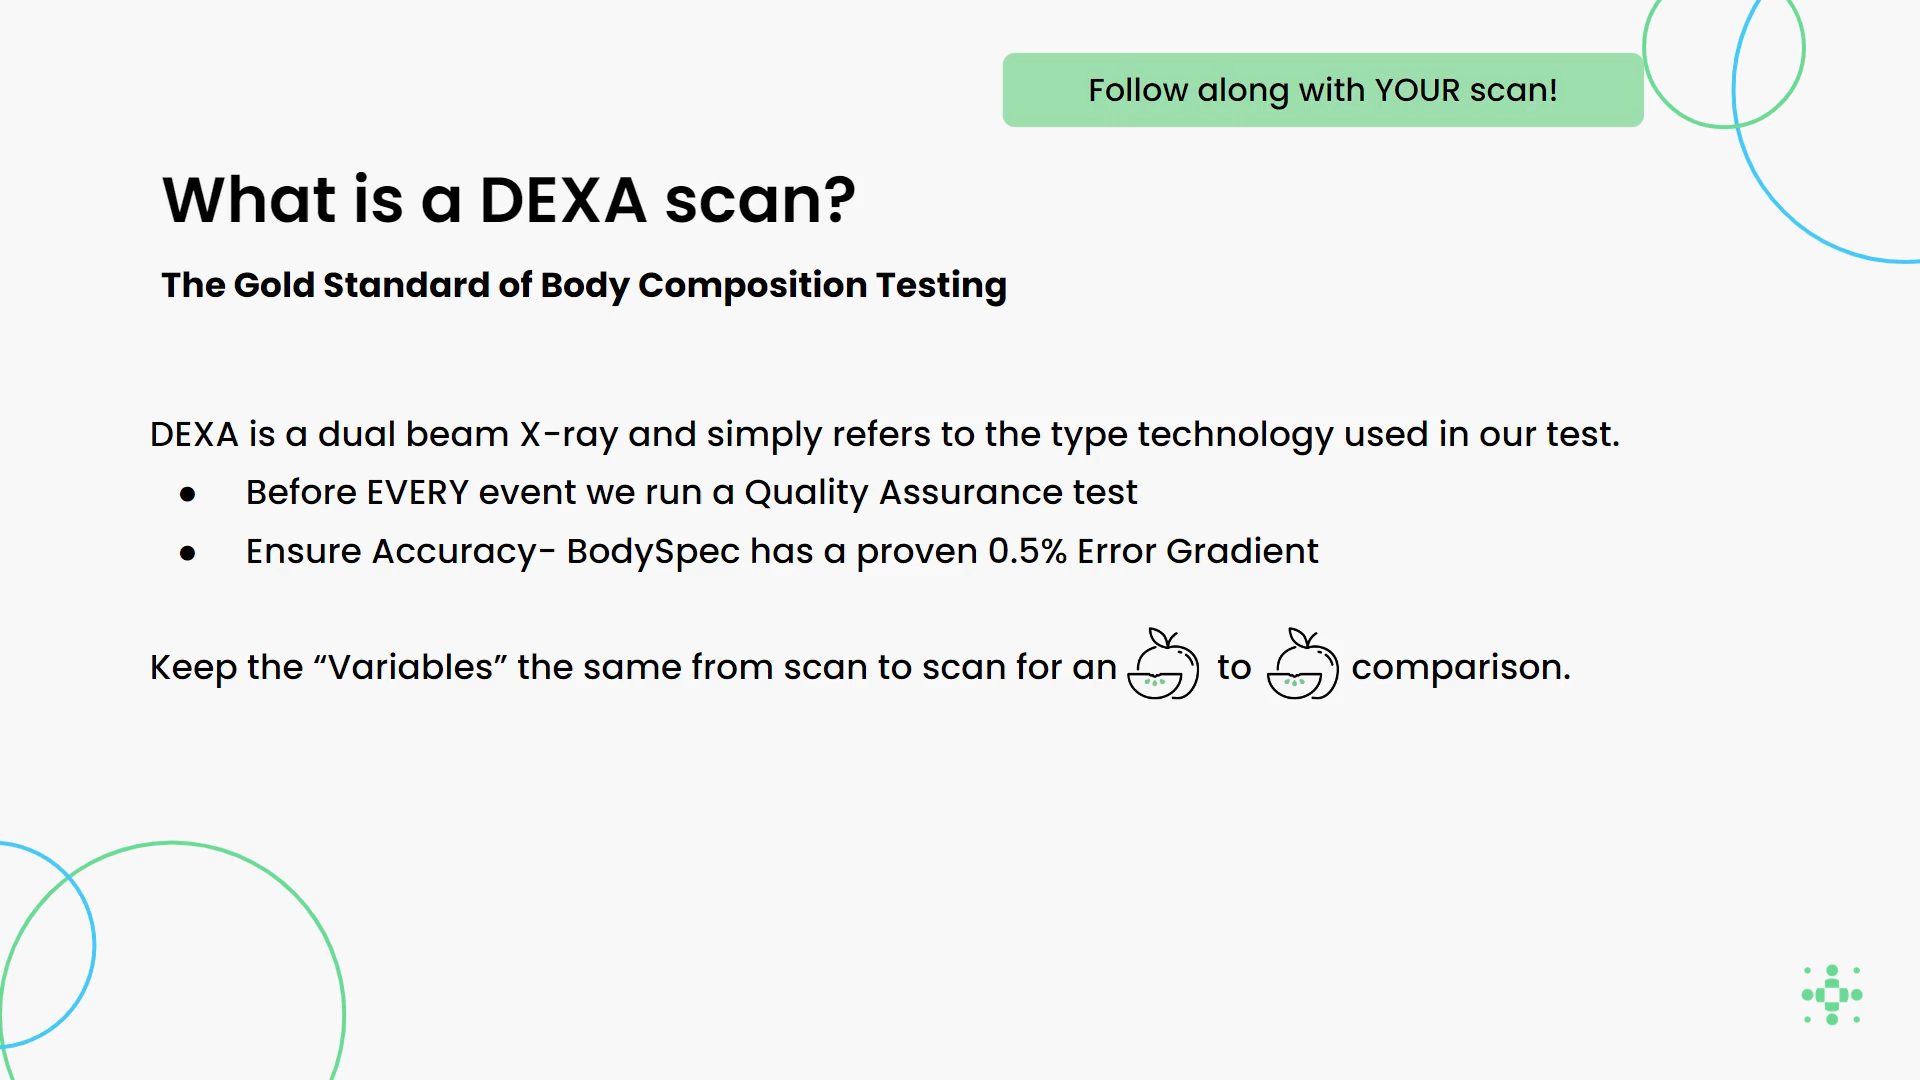 Follow along with YOUR scan!
What is a DEXA scan?
The Gold Standard of Body Composition Testing
DEXA is a dual beam X-ray and simply refers to the type technology used in our test.
● Before EVERY event we run a Quality Assurance test
● Ensure Accuracy- BodySpec has a proven 0.5% Error Gradient
Keep the “Variables” the same from scan to scan for an to comparison.